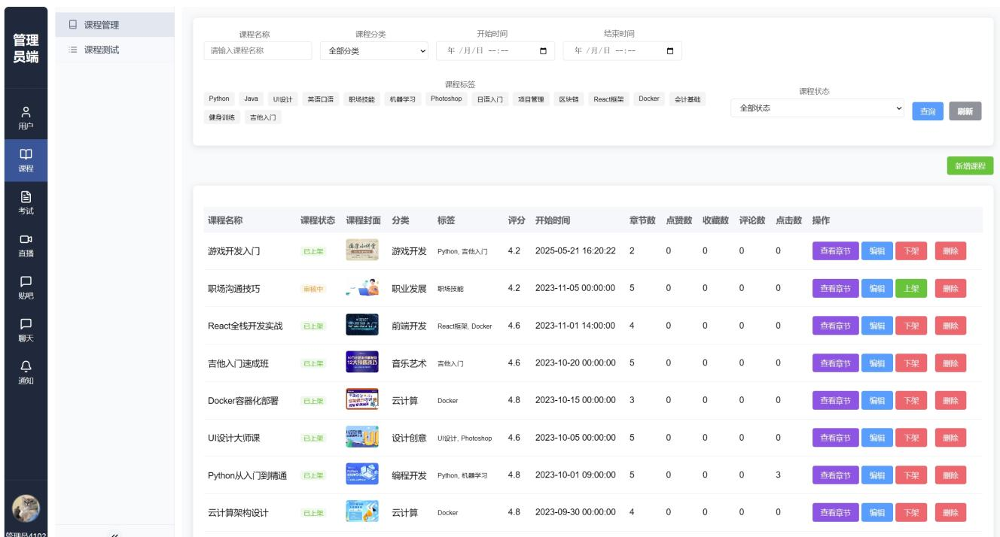 管理
员端
用户
课程
考试
直播
贴吧
聊天
通知
管理员4102
课程管理
课程测试
课程名称 课程分类 开始时间 结束时间
请输入课程名称 全部分类 年 /月/日 --:-- 年 /月/日 --:--
课程标签
Python Java UI设计 英语口语 职场技能 机器学习 Photoshop 日语入门 项目管理 区块链 React框架 Docker 会计基础
健身训练 吉他入门
课程状态
全部状态 查询 刷新
新增课程
课程名称 课程状态 课程封面 分类 标签 评分 开始时间 章节数 点赞数 收藏数 评论数 点击数 操作
游戏开发入门 已上架 游戏开发 Python, 吉他入门 4.2 2025-05-21 16:20:22 2 0 0 0 0 查看章节 编辑 下架 删除
职场沟通技巧 审稿中 职业发展 职场技能 4.2 2023-11-05 00:00:00 5 0 0 0 0 查看章节 编辑 上架 删除
React全栈开发实战 已上架 前端开发 React框架, Docker 4.6 2023-11-01 14:00:00 4 0 0 0 0 查看章节 编辑 下架 删除
吉他入门速成班 已上架 音乐艺术 吉他入门 4.6 2023-10-20 00:00:00 5 0 0 0 0 查看章节 编辑 下架 删除
Docker容器化部署 已上架 云计算 Docker 4.8 2023-10-15 00:00:00 3 0 0 0 0 查看章节 编辑 下架 删除
UI设计大师课 已上架 UI 设计创意 UI设计, Photoshop 4.6 2023-10-05 00:00:00 5 0 0 0 0 查看章节 编辑 下架 删除
Python从入门到精通 已上架 Python 编程开发 Python, 机器学习 4.8 2023-10-01 09:00:00 5 0 0 0 3 查看章节 编辑 下架 删除
云计算架构设计 已上架 云计算 Docker 4.8 2023-09-30 00:00:00 4 0 0 0 0 查看章节 编辑 下架 删除